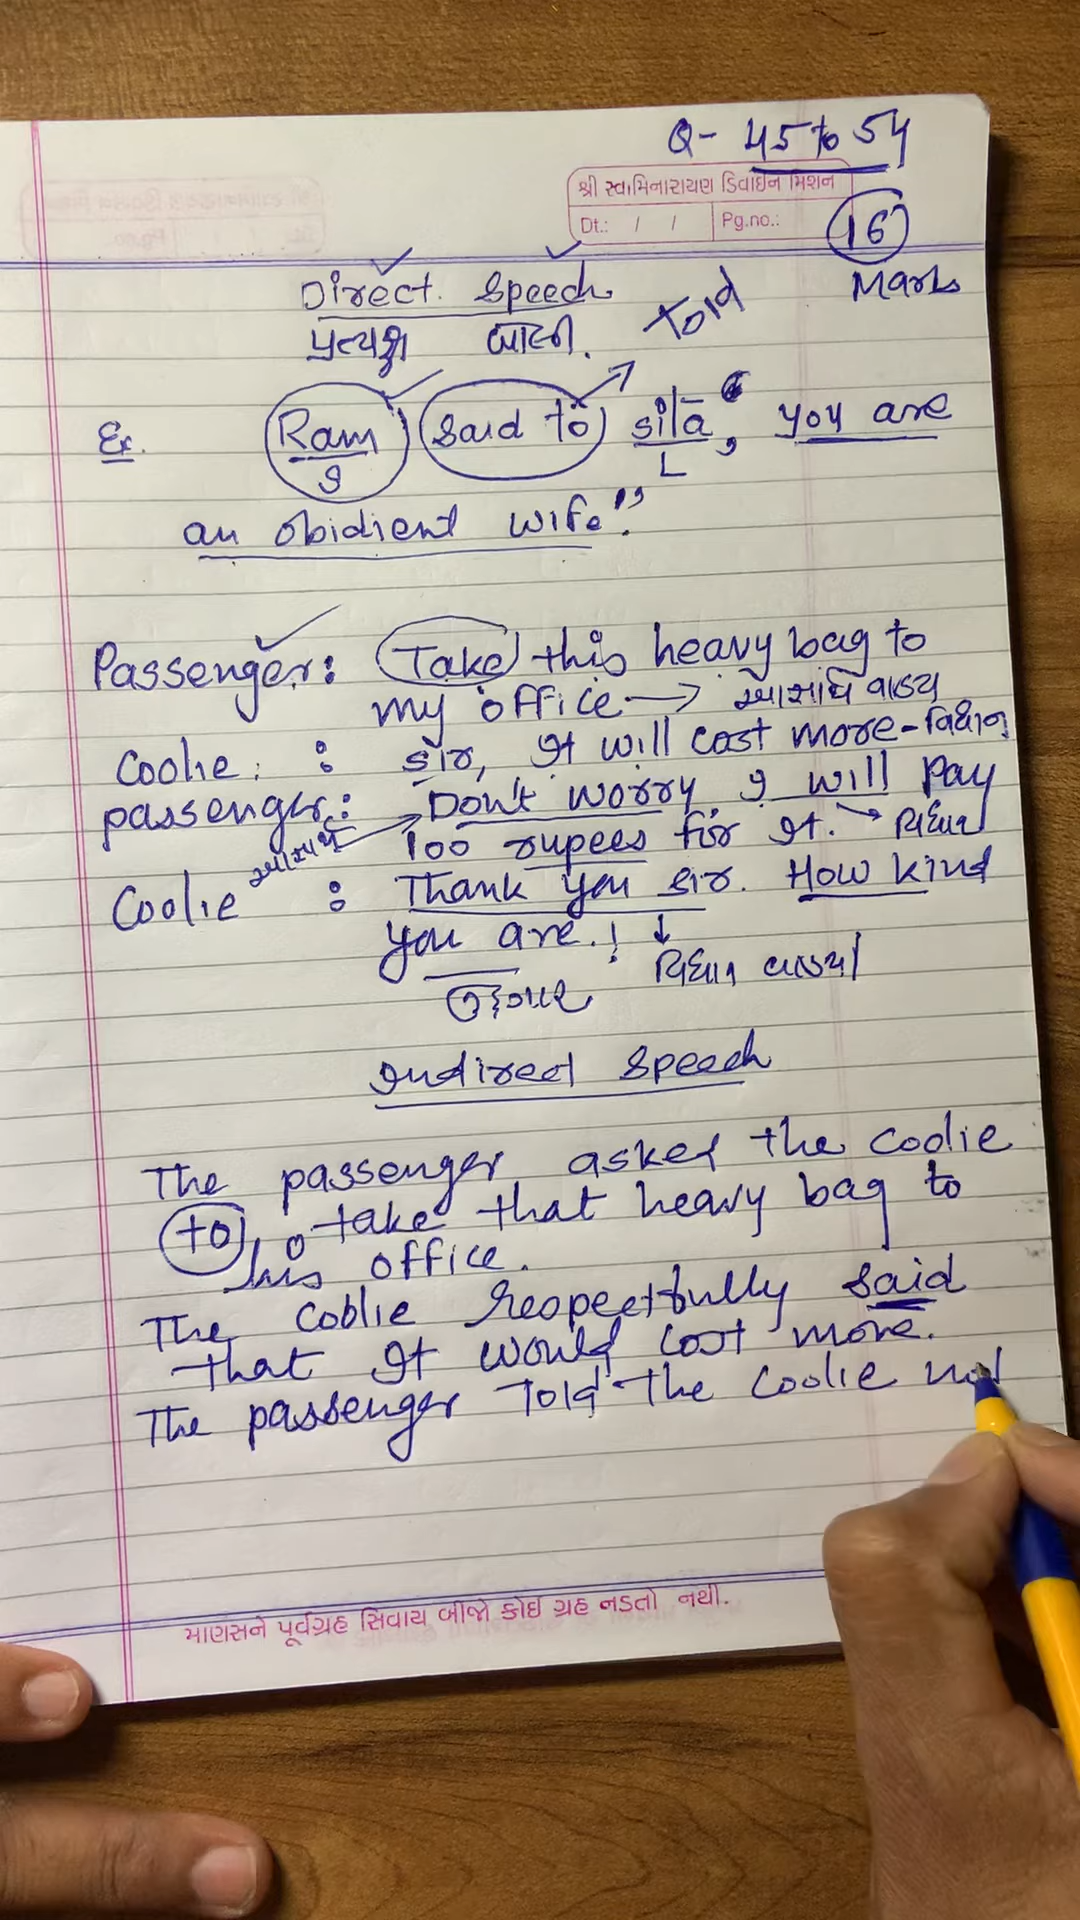 Q- 45 to 54
શ્રી સ્વામિનારાયણ ડિવાઇન મિશન
Dt.: / / Pg.no.:
16
Marks
Direct. Speech
પ્રત્યક્ષ બોલી.
Told
Ex. Ram said to sita, "you are
I L
an obidient wife".
Passenger: Take this heavy bag to
my office → આજ્ઞાર્થ વાક્ય
Coolie : Sir, It will cost more - વિધાન
passenger: Don't worry. I will pay
100 rupees for It. → વિધાન
આજ્ઞાર્થ
Coolie : Thank you sir. How kind
you are.!
↓ વિધાન વાક્ય
ઉદગાર
Indirect Speech
The passenger asked the coolie
to take that heavy bag to
his office.
The Coolie respectfully said
that It would cost more.
The passenger Told the coolie not
માણસને પૂર્વગ્રહ સિવાય બીજો કોઇ ગ્રહ નડતો નથી.